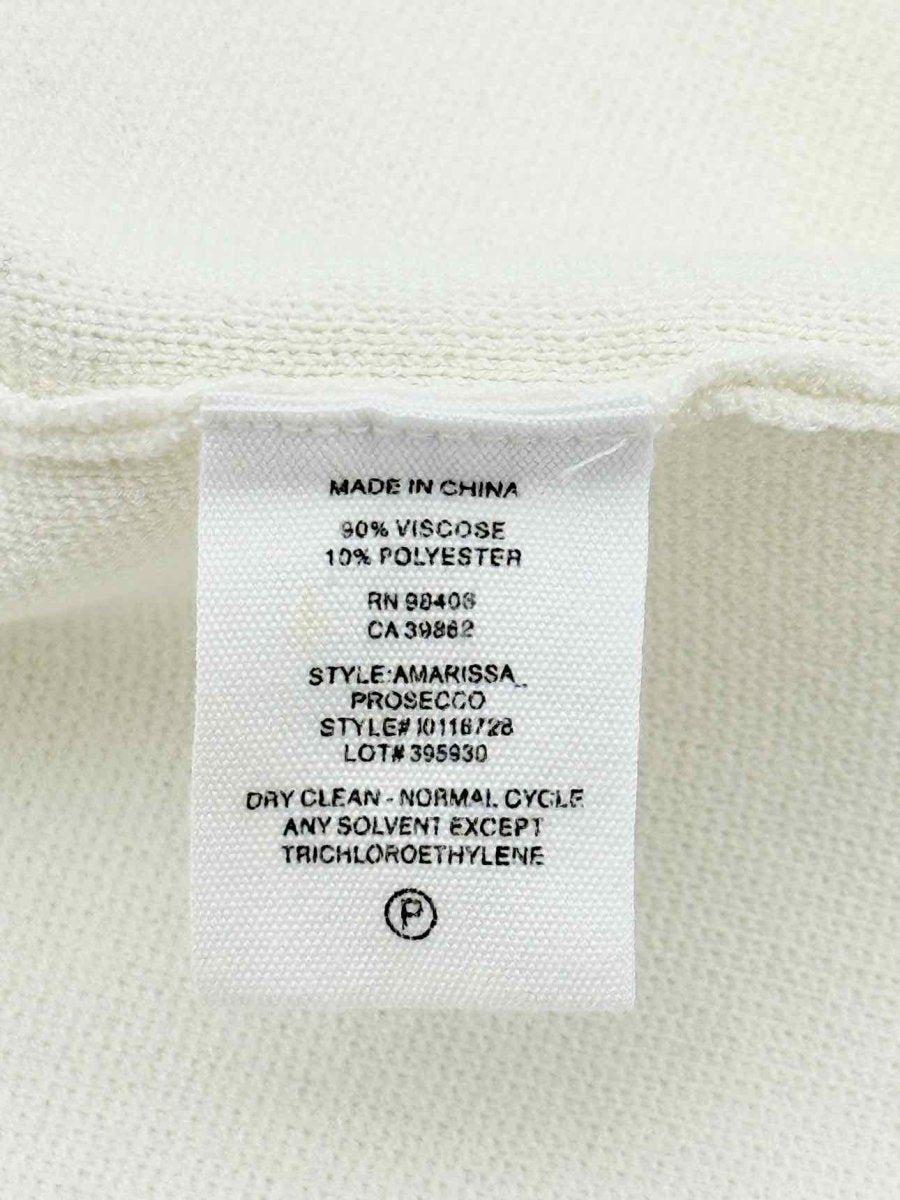 MADE IN CHINA
90% VISCOSE
10% POLYESTER
RN 98406
CA 39862
STYLE:AMARISSA_
PROSECCO
STYLE# I0116728
LOT# 395930
DRY CLEAN - NORMAL CYCLE
ANY SOLVENT EXCEPT
TRICHLOROETHYLENE
P